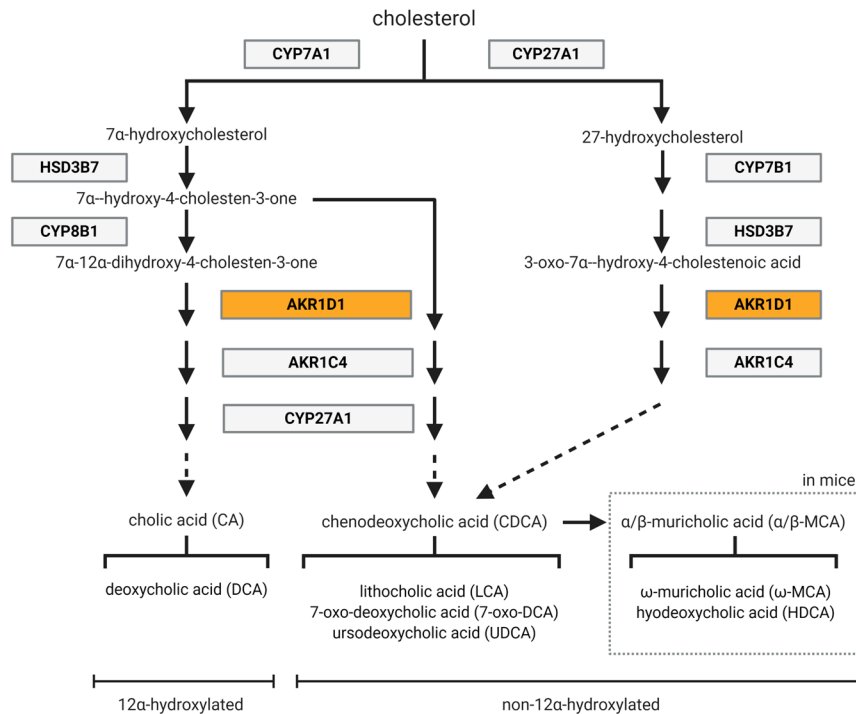 cholesterol
CYP7A1
CYP27A1
7α-hydroxycholesterol
27-hydroxycholesterol
HSD3B7
CYP7B1
7α--hydroxy-4-cholesten-3-one
CYP8B1
HSD3B7
7α-12α-dihydroxy-4-cholesten-3-one
3-oxo-7α--hydroxy-4-cholestenoic acid
AKR1D1
AKR1D1
AKR1C4
AKR1C4
CYP27A1
in mice
cholic acid (CA)
chenodeoxycholic acid (CDCA)
α/β-muricholic acid (α/β-MCA)
deoxycholic acid (DCA)
lithocholic acid (LCA)
7-oxo-deoxycholic acid (7-oxo-DCA)
ursodeoxycholic acid (UDCA)
ω-muricholic acid (ω-MCA)
hyodeoxycholic acid (HDCA)
12α-hydroxylated
non-12α-hydroxylated